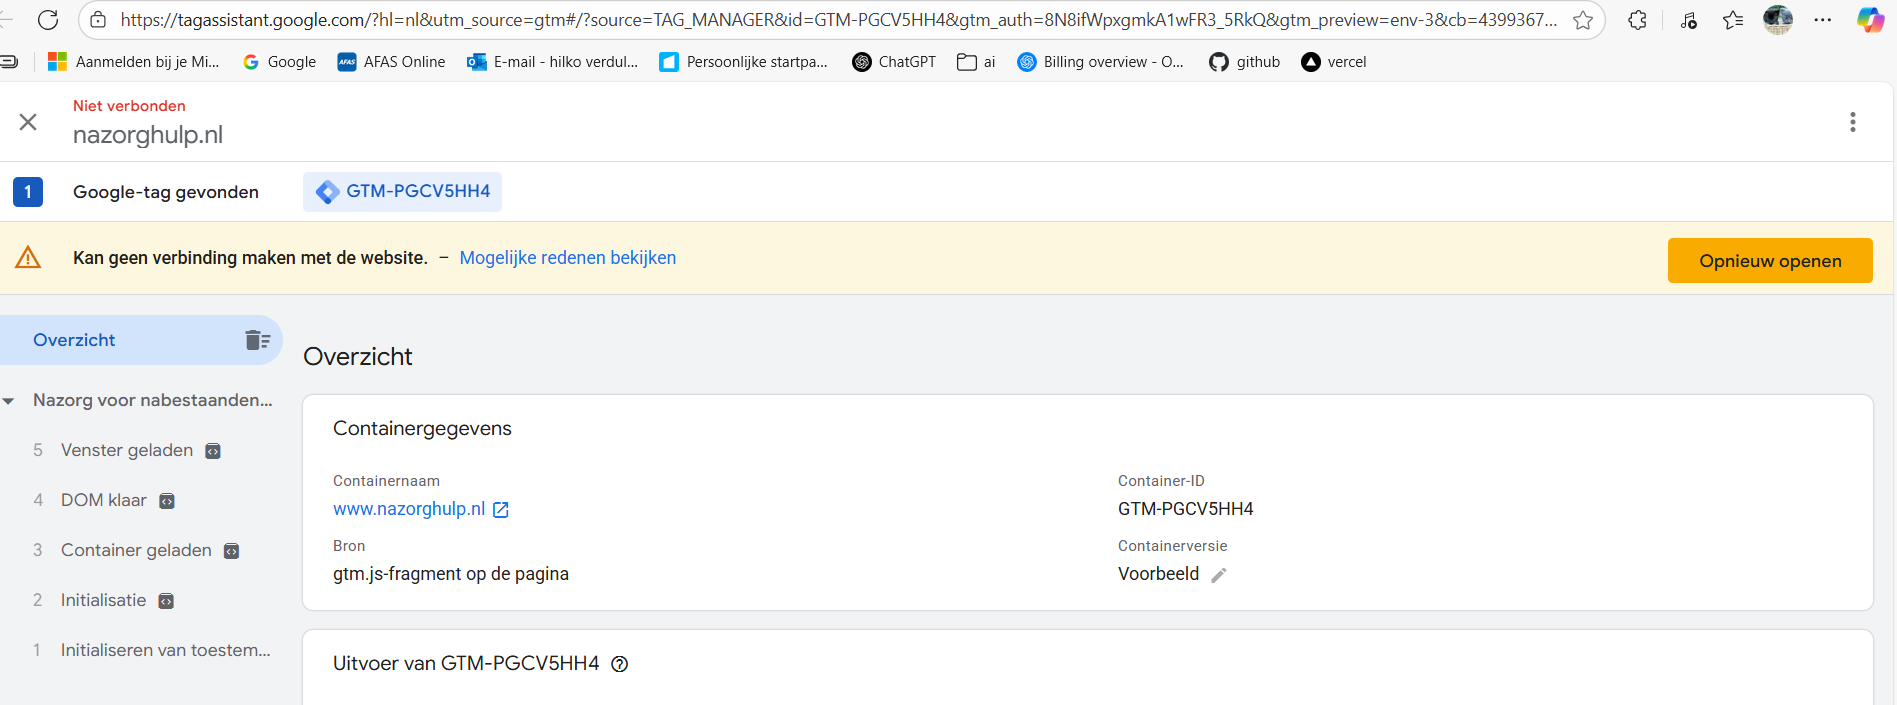 https://tagassistant.google.com/?hl=nl&utm_source=gtm#/?source=TAG_MANAGER&id=GTM-PGCV5HH4&gtm_auth=8N8ifWpxgmkA1wFR3_5RkQ&gtm_preview=env-3&cb=4399367...
Aanmelden bij je Mi... Google AFAS AFAS Online E-mail - hilko verdul... Persoonlijke startpa... ChatGPT ai Billing overview - O... github vercel
Niet verbonden
nazorghulp.nl
1 Google-tag gevonden GTM-PGCV5HH4
Kan geen verbinding maken met de website. – Mogelijke redenen bekijken Opnieuw openen
Overzicht
Nazorg voor nabestaanden...
5 Venster geladen
4 DOM klaar
3 Container geladen
2 Initialisatie
1 Initialiseren van toestem...
Overzicht
Containergegevens
Containernaam
www.nazorghulp.nl
Container-ID
GTM-PGCV5HH4
Bron
gtm.js-fragment op de pagina
Containerversie
Voorbeeld
Uitvoer van GTM-PGCV5HH4